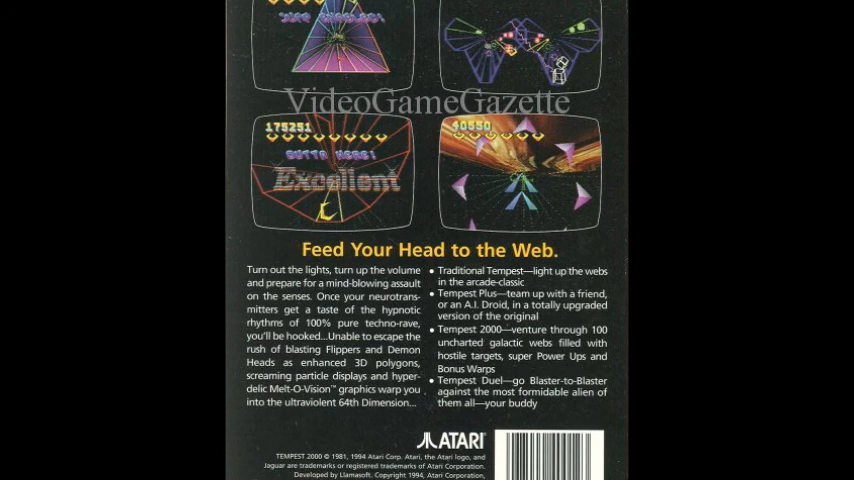 VideoGameGazette
175251
OUTTA HERE!
Excellent
40550
Feed Your Head to the Web.
Turn out the lights, turn up the volume
and prepare for a mind-blowing assault
on the senses. Once your neurotrans-
mitters get a taste of the hypnotic
rhythms of 100% pure techno-rave,
you'll be hooked...Unable to escape the
rush of blasting Flippers and Demon
Heads as enhanced 3D polygons,
screaming particle displays and hyper-
delic Melt-O-Vision™ graphics warp you
into the ultraviolent 64th Dimension...
• Traditional Tempest—light up the webs
in the arcade-classic
• Tempest Plus—team up with a friend,
or an A.I. Droid, in a totally upgraded
version of the original
• Tempest 2000—venture through 100
uncharted galactic webs filled with
hostile targets, super Power Ups and
Bonus Warps
• Tempest Duel—go Blaster-to-Blaster
against the most formidable alien of
them all—your buddy
ATARI
TEMPEST 2000 © 1981, 1994 Atari Corp. Atari, the Atari logo, and
Jaguar are trademarks or registered trademarks of Atari Corporation.
Developed by Llamasoft. Copyright 1994, Atari Corporation,